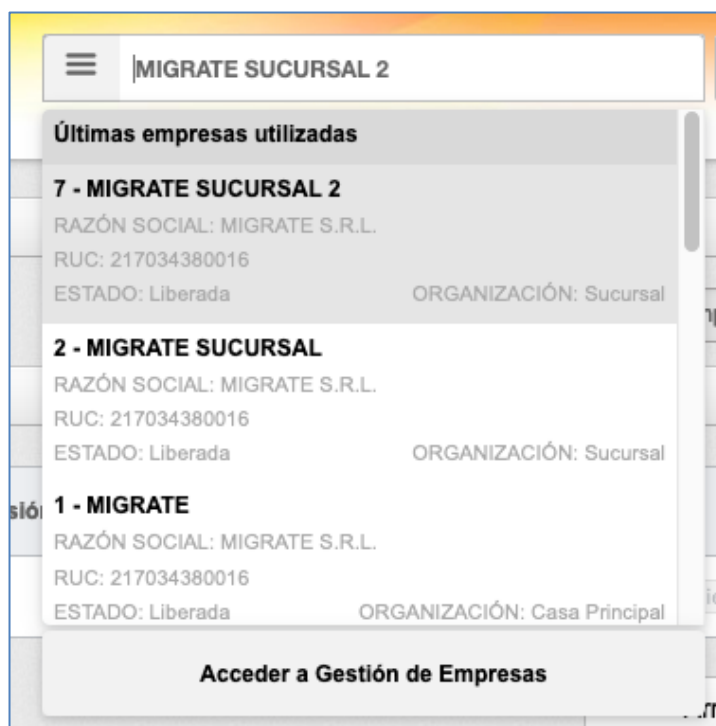 MIGRATE SUCURSAL 2
Últimas empresas utilizadas
7 - MIGRATE SUCURSAL 2
RAZÓN SOCIAL: MIGRATE S.R.L.
RUC: 217034380016
ESTADO: Liberada ORGANIZACIÓN: Sucursal
2 - MIGRATE SUCURSAL
RAZÓN SOCIAL: MIGRATE S.R.L.
RUC: 217034380016
ESTADO: Liberada ORGANIZACIÓN: Sucursal
1 - MIGRATE
RAZÓN SOCIAL: MIGRATE S.R.L.
RUC: 217034380016
ESTADO: Liberada ORGANIZACIÓN: Casa Principal
Acceder a Gestión de Empresas